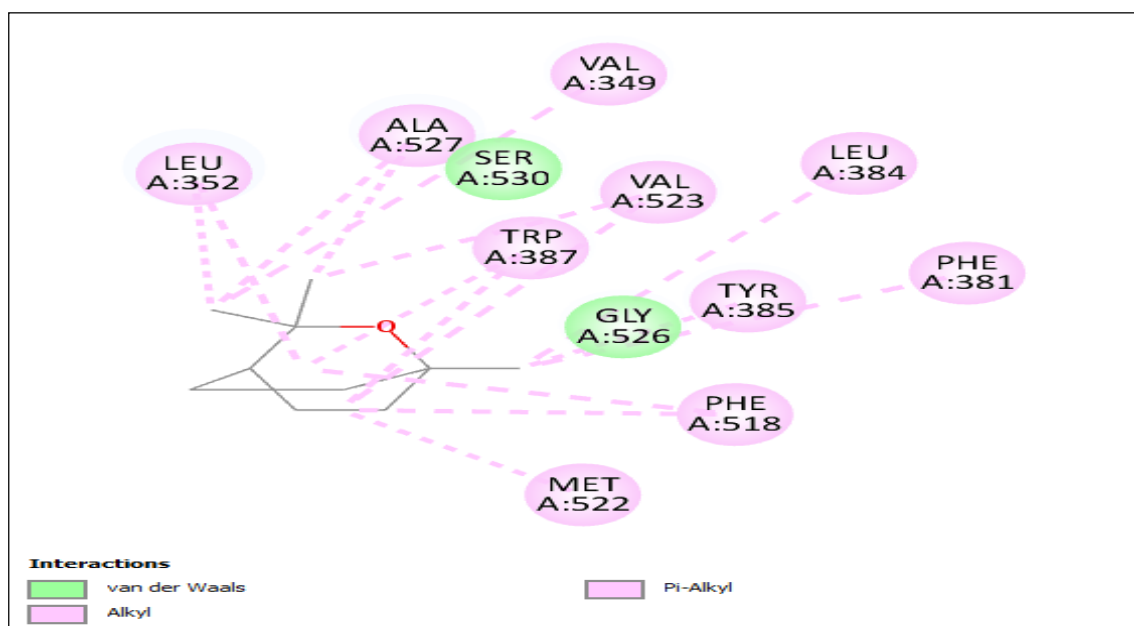 VAL
A:349
ALA
A:527
SER
A:530
LEU
A:352
LEU
A:384
VAL
A:523
TRP
A:387
PHE
A:381
TYR
A:385
GLY
A:526
O
PHE
A:518
MET
A:522
Interactions
van der Waals
Alkyl
Pi-Alkyl